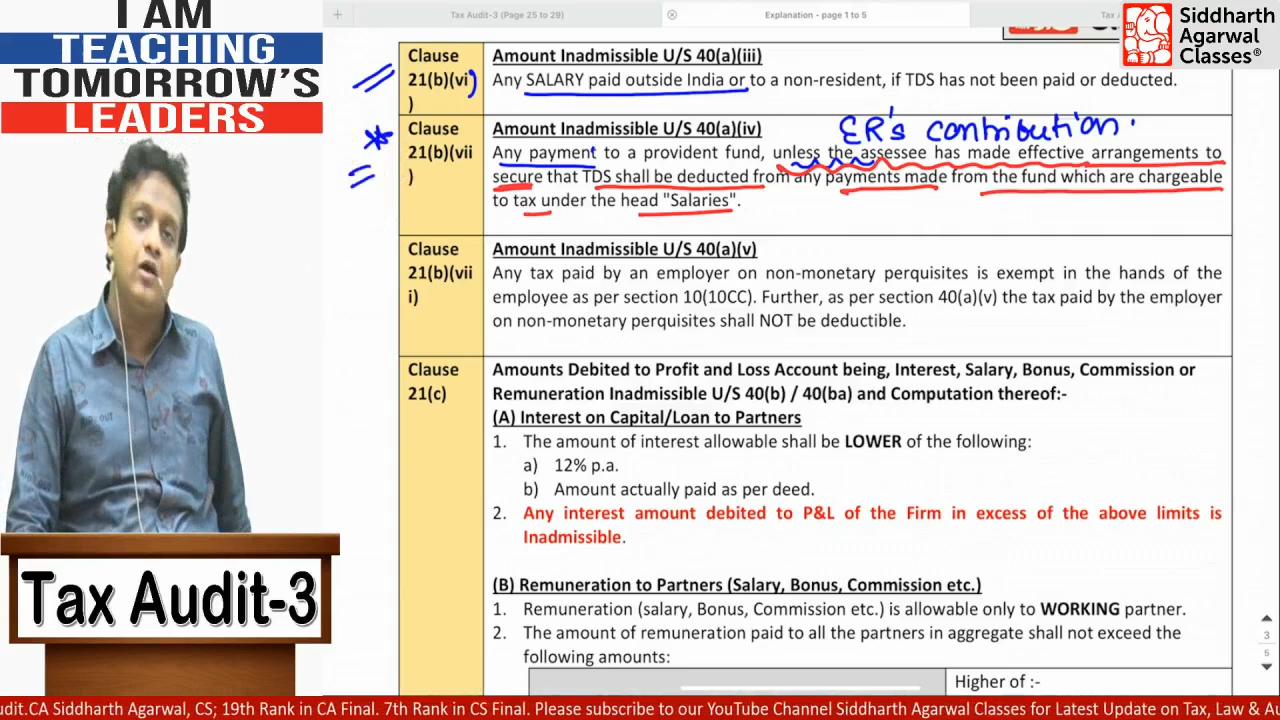 I AM
TEACHING
TOMORROW'S
LEADERS
Tax Audit-3 (Page 25 to 29)
Explanation - page 1 to 5
Tax A
Siddharth
Agarwal
Classes®
Clause
21(b)(vi
)
Amount Inadmissible U/S 40(a)(iii)
Any SALARY paid outside India or to a non-resident, if TDS has not been paid or deducted.
Clause
21(b)(vii
)
Amount Inadmissible U/S 40(a)(iv)
ER's contribution.
Any payment to a provident fund, unless the assessee has made effective arrangements to
secure that TDS shall be deducted from any payments made from the fund which are chargeable
to tax under the head "Salaries".
Clause
21(b)(vii
i)
Amount Inadmissible U/S 40(a)(v)
Any tax paid by an employer on non-monetary perquisites is exempt in the hands of the
employee as per section 10(10CC). Further, as per section 40(a)(v) the tax paid by the employer
on non-monetary perquisites shall NOT be deductible.
Clause
21(c)
Amounts Debited to Profit and Loss Account being, Interest, Salary, Bonus, Commission or
Remuneration Inadmissible U/S 40(b) / 40(ba) and Computation thereof:-
(A) Interest on Capital/Loan to Partners
1. The amount of interest allowable shall be LOWER of the following:
a) 12% p.a.
b) Amount actually paid as per deed.
2. Any interest amount debited to P&L of the Firm in excess of the above limits is
Inadmissible.
(B) Remuneration to Partners (Salary, Bonus, Commission etc.)
1. Remuneration (salary, Bonus, Commission etc.) is allowable only to WORKING partner.
2. The amount of remuneration paid to all the partners in aggregate shall not exceed the
following amounts:
Higher of :-
3
5
Tax Audit-3
udit.CA Siddharth Agarwal, CS; 19th Rank in CA Final. 7th Rank in CS Final. Please subscribe to our YouTube Channel Siddharth Agarwal Classes for Latest Update on Tax, Law & Au